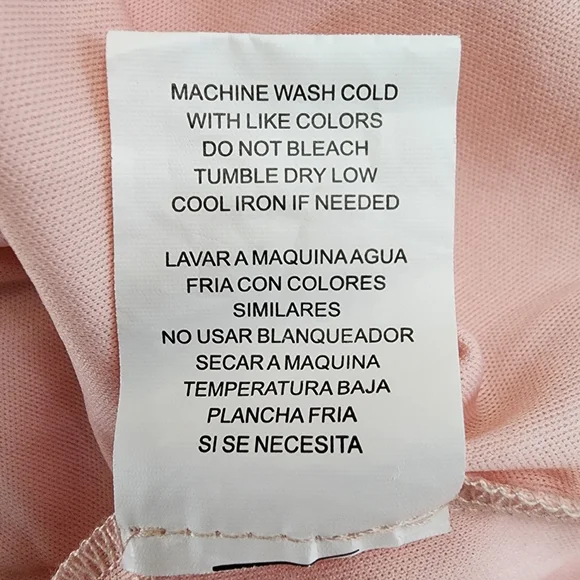 MACHINE WASH COLD
WITH LIKE COLORS
DO NOT BLEACH
TUMBLE DRY LOW
COOL IRON IF NEEDED
LAVAR A MAQUINA AGUA
FRIA CON COLORES
SIMILARES
NO USAR BLANQUEADOR
SECAR A MAQUINA
TEMPERATURA BAJA
PLANCHA FRIA
SI SE NECESITA